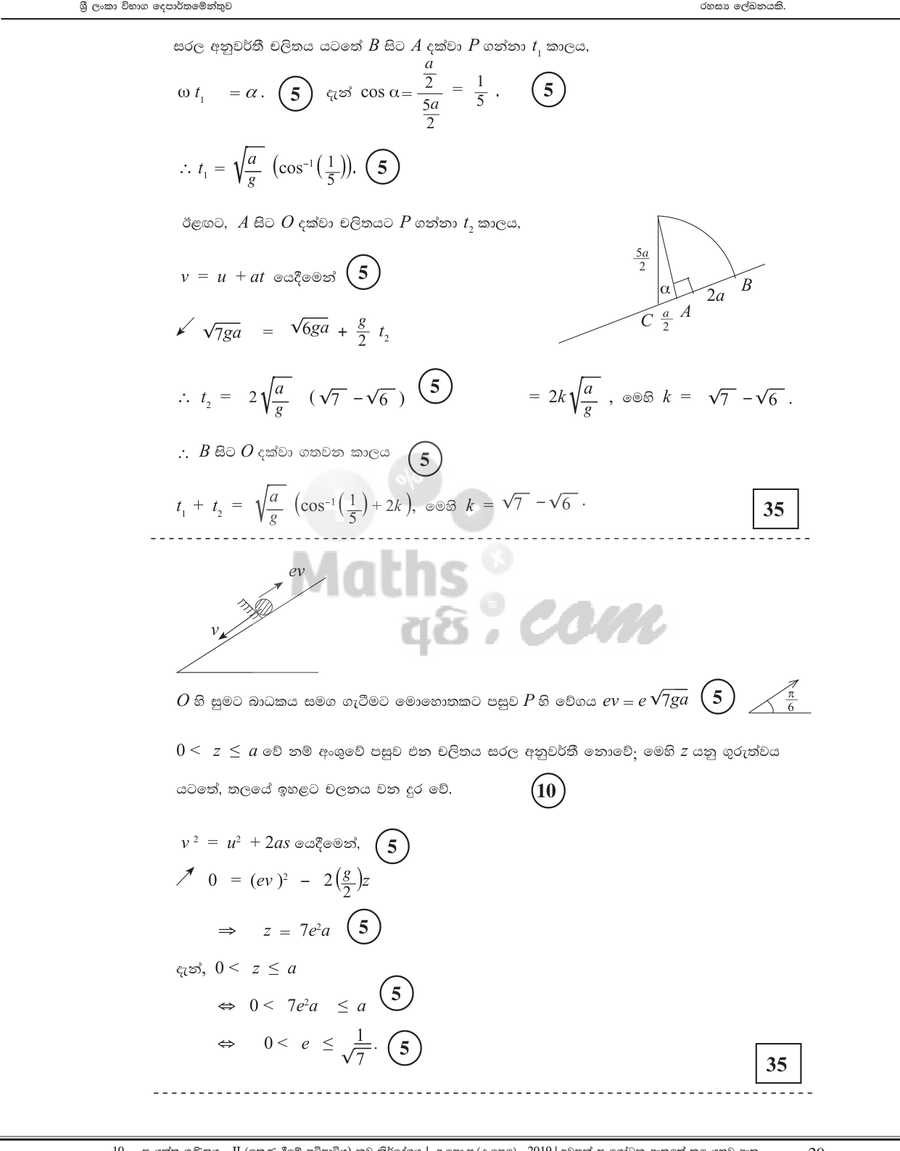 ශ්‍රී ලංකා විභාග දෙපාර්තමේන්තුව රහස්‍ය ලේඛනයකි.
සරල අනුවර්තී චලිතය යටතේ B සිට A දක්වා P ගන්නා t₁ කාලය,
ω t₁ = α . 5 දැන් cos α = (a/2)/(5a/2) = 1/5 , 5
∴ t₁ = √(a/g) (cos⁻¹(1/5)). 5
ඊළඟට, A සිට O දක්වා චලිතයට P ගන්නා t₂ කාලය,
v = u + at යෙදීමෙන් 5
↙ √7ga = √6ga + g/2 t₂
5a/2 α C a/2 A 2a B
∴ t₂ = 2√(a/g) (√7 − √6) 5 = 2k√(a/g) , මෙහි k = √7 − √6 .
∴ B සිට O දක්වා ගතවන කාලය 5
t₁ + t₂ = √(a/g) (cos⁻¹(1/5) + 2k), මෙහි k = √7 − √6 . 35
Maths
අපි . com
ev
v
O හි සුමට බාධකය සමග ගැටීමට මොහොතකට පසුව P හි වේගය ev = e√7ga 5 π/6
0 < z ≤ a වේ නම් අංශුවේ පසුව එන චලිතය සරල අනුවර්තී නොවේ; මෙහි z යනු ගුරුත්වය
යටතේ, තලයේ ඉහළට චලනය වන දුර වේ. 10
v² = u² + 2as යෙදීමෙන්, 5
↗ 0 = (ev)² − 2(g/2)z
⇒ z = 7e²a 5
දැන්, 0 < z ≤ a
⇔ 0 < 7e²a ≤ a 5
⇔ 0 < e ≤ 1/√7 . 5 35